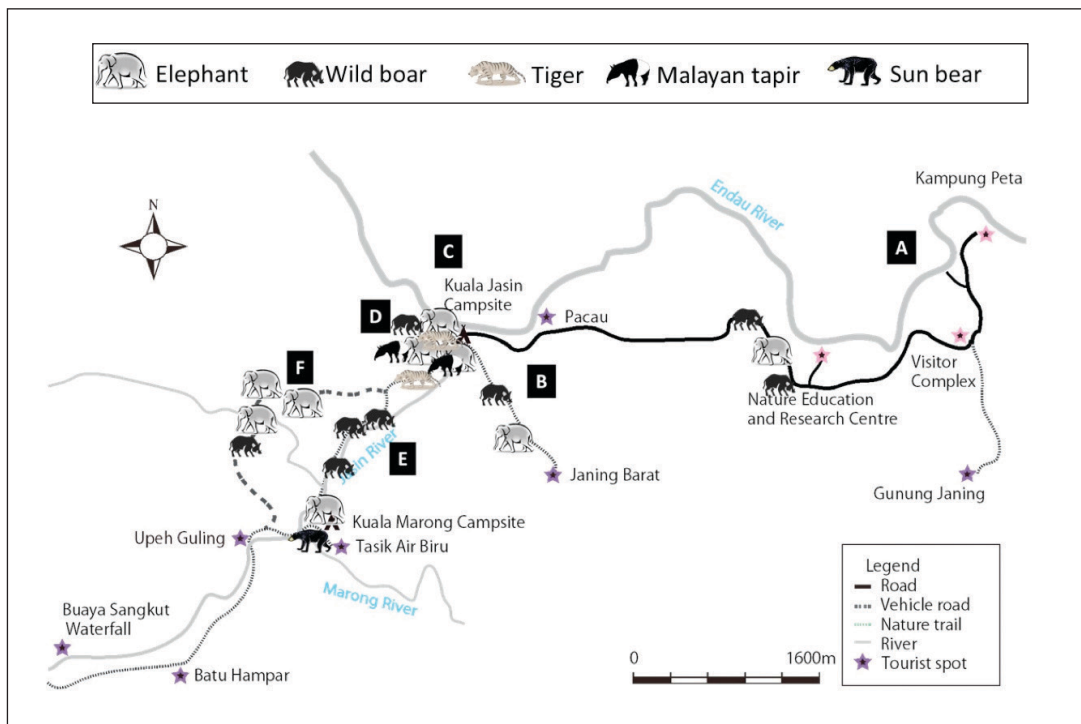 Elephant
Wild boar
Tiger
Malayan tapir
Sun bear
N
Endau River
Kampung Peta
A
C
Kuala Jasin
Campsite
D
Pacau
B
F
Visitor
Complex
Nature Education
and Research Centre
Jasin River
E
Janing Barat
Gunung Janing
Kuala Marong Campsite
Upeh Guling
Tasik Air Biru
Marong River
Buaya Sangkut
Waterfall
Batu Hampar
Legend
Road
Vehicle road
Nature trail
River
Tourist spot
0 1600m